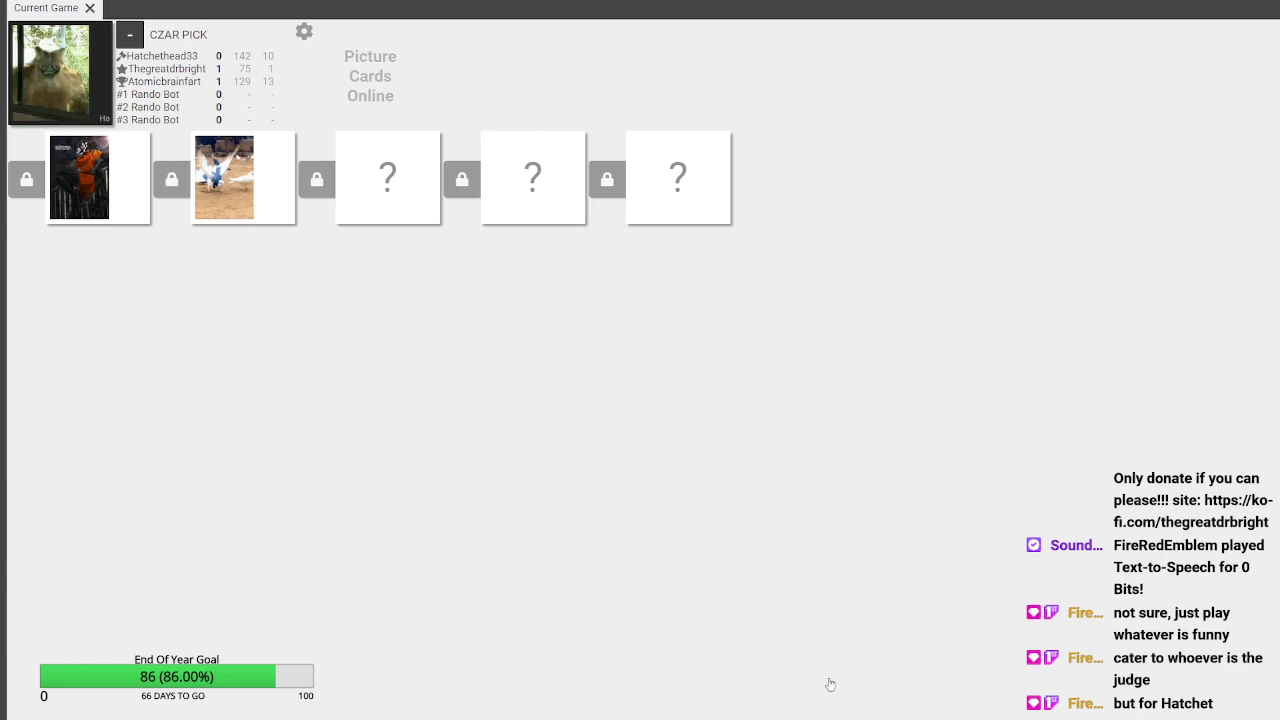 Current Game
- CZAR PICK
Hatchethead33 0 142 10
Thegreatdrbright 1 75 1
Atomicbrainfart 1 129 13
#1 Rando Bot 0 - -
#2 Rando Bot 0 - -
#3 Rando Bot 0 - -
Ha
Picture
Cards
Online
? ? ?
Only donate if you can
please!!! site: https://ko-
fi.com/thegreatdrbright
Sound... FireRedEmblem played
Text-to-Speech for 0
Bits!
Fire... not sure, just play
whatever is funny
Fire... cater to whoever is the
judge
Fire... but for Hatchet
End Of Year Goal
86 (86.00%)
0 66 DAYS TO GO 100